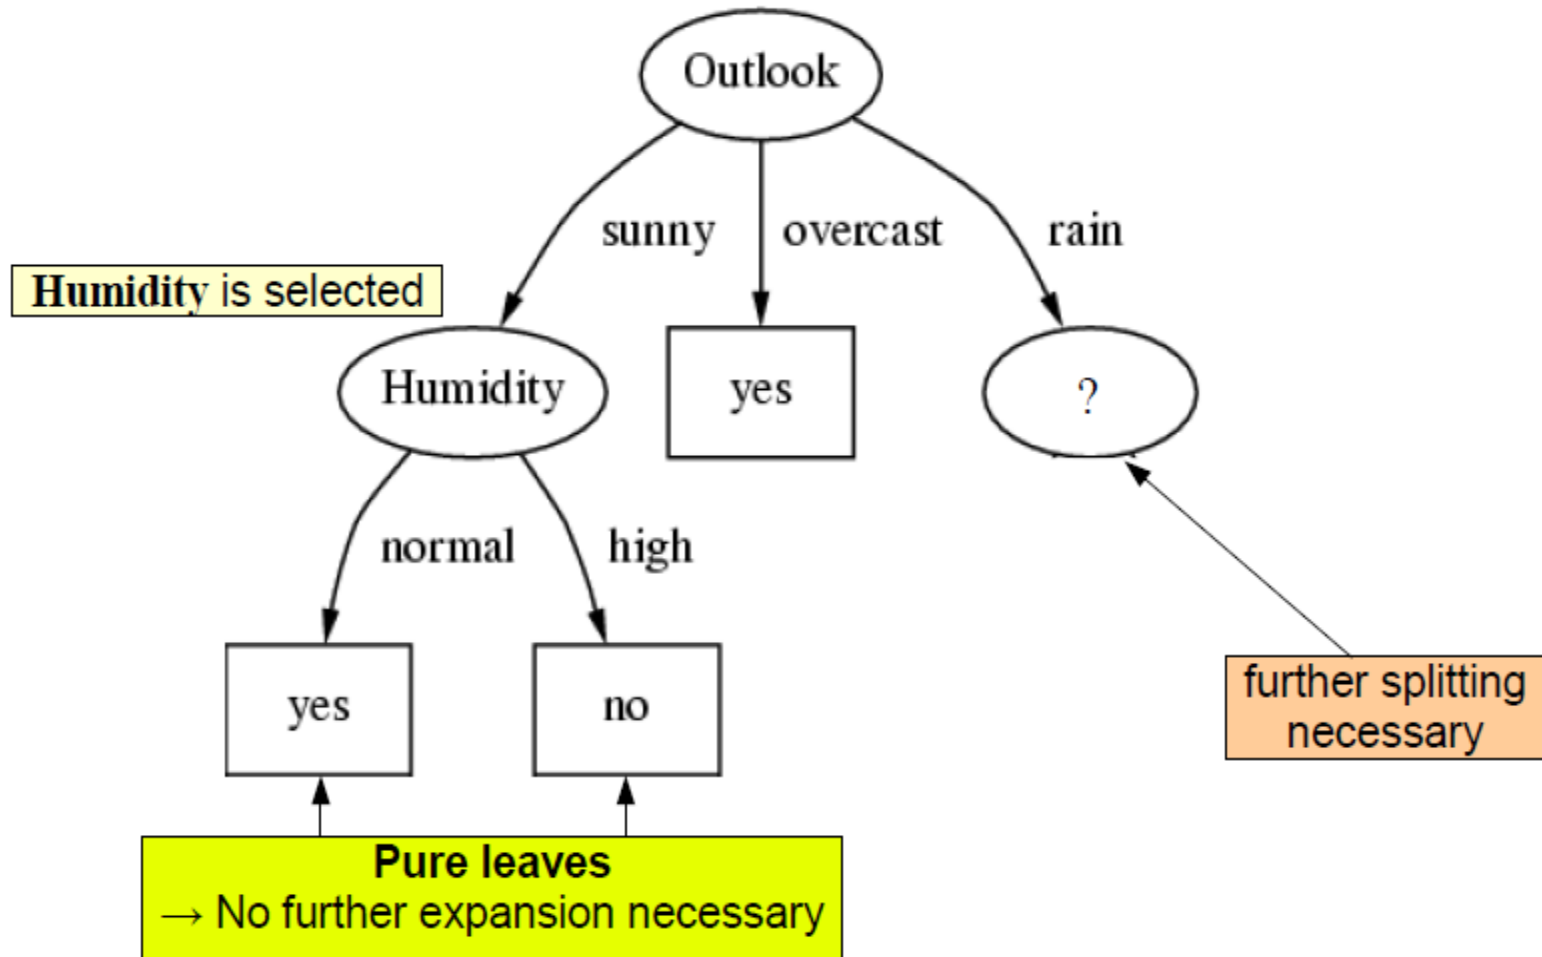 Outlook
sunny
overcast
rain
Humidity is selected
Humidity
yes
?
normal
high
yes
no
further splitting
necessary
Pure leaves
→ No further expansion necessary